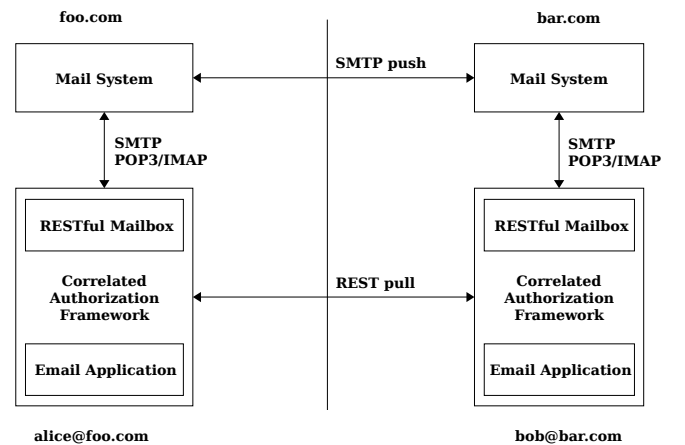 foo.com
bar.com
Mail System
SMTP push
Mail System
SMTP
POP3/IMAP
SMTP
POP3/IMAP
RESTful Mailbox
RESTful Mailbox
Correlated
Authorization
Framework
REST pull
Correlated
Authorization
Framework
Email Application
Email Application
alice@foo.com
bob@bar.com